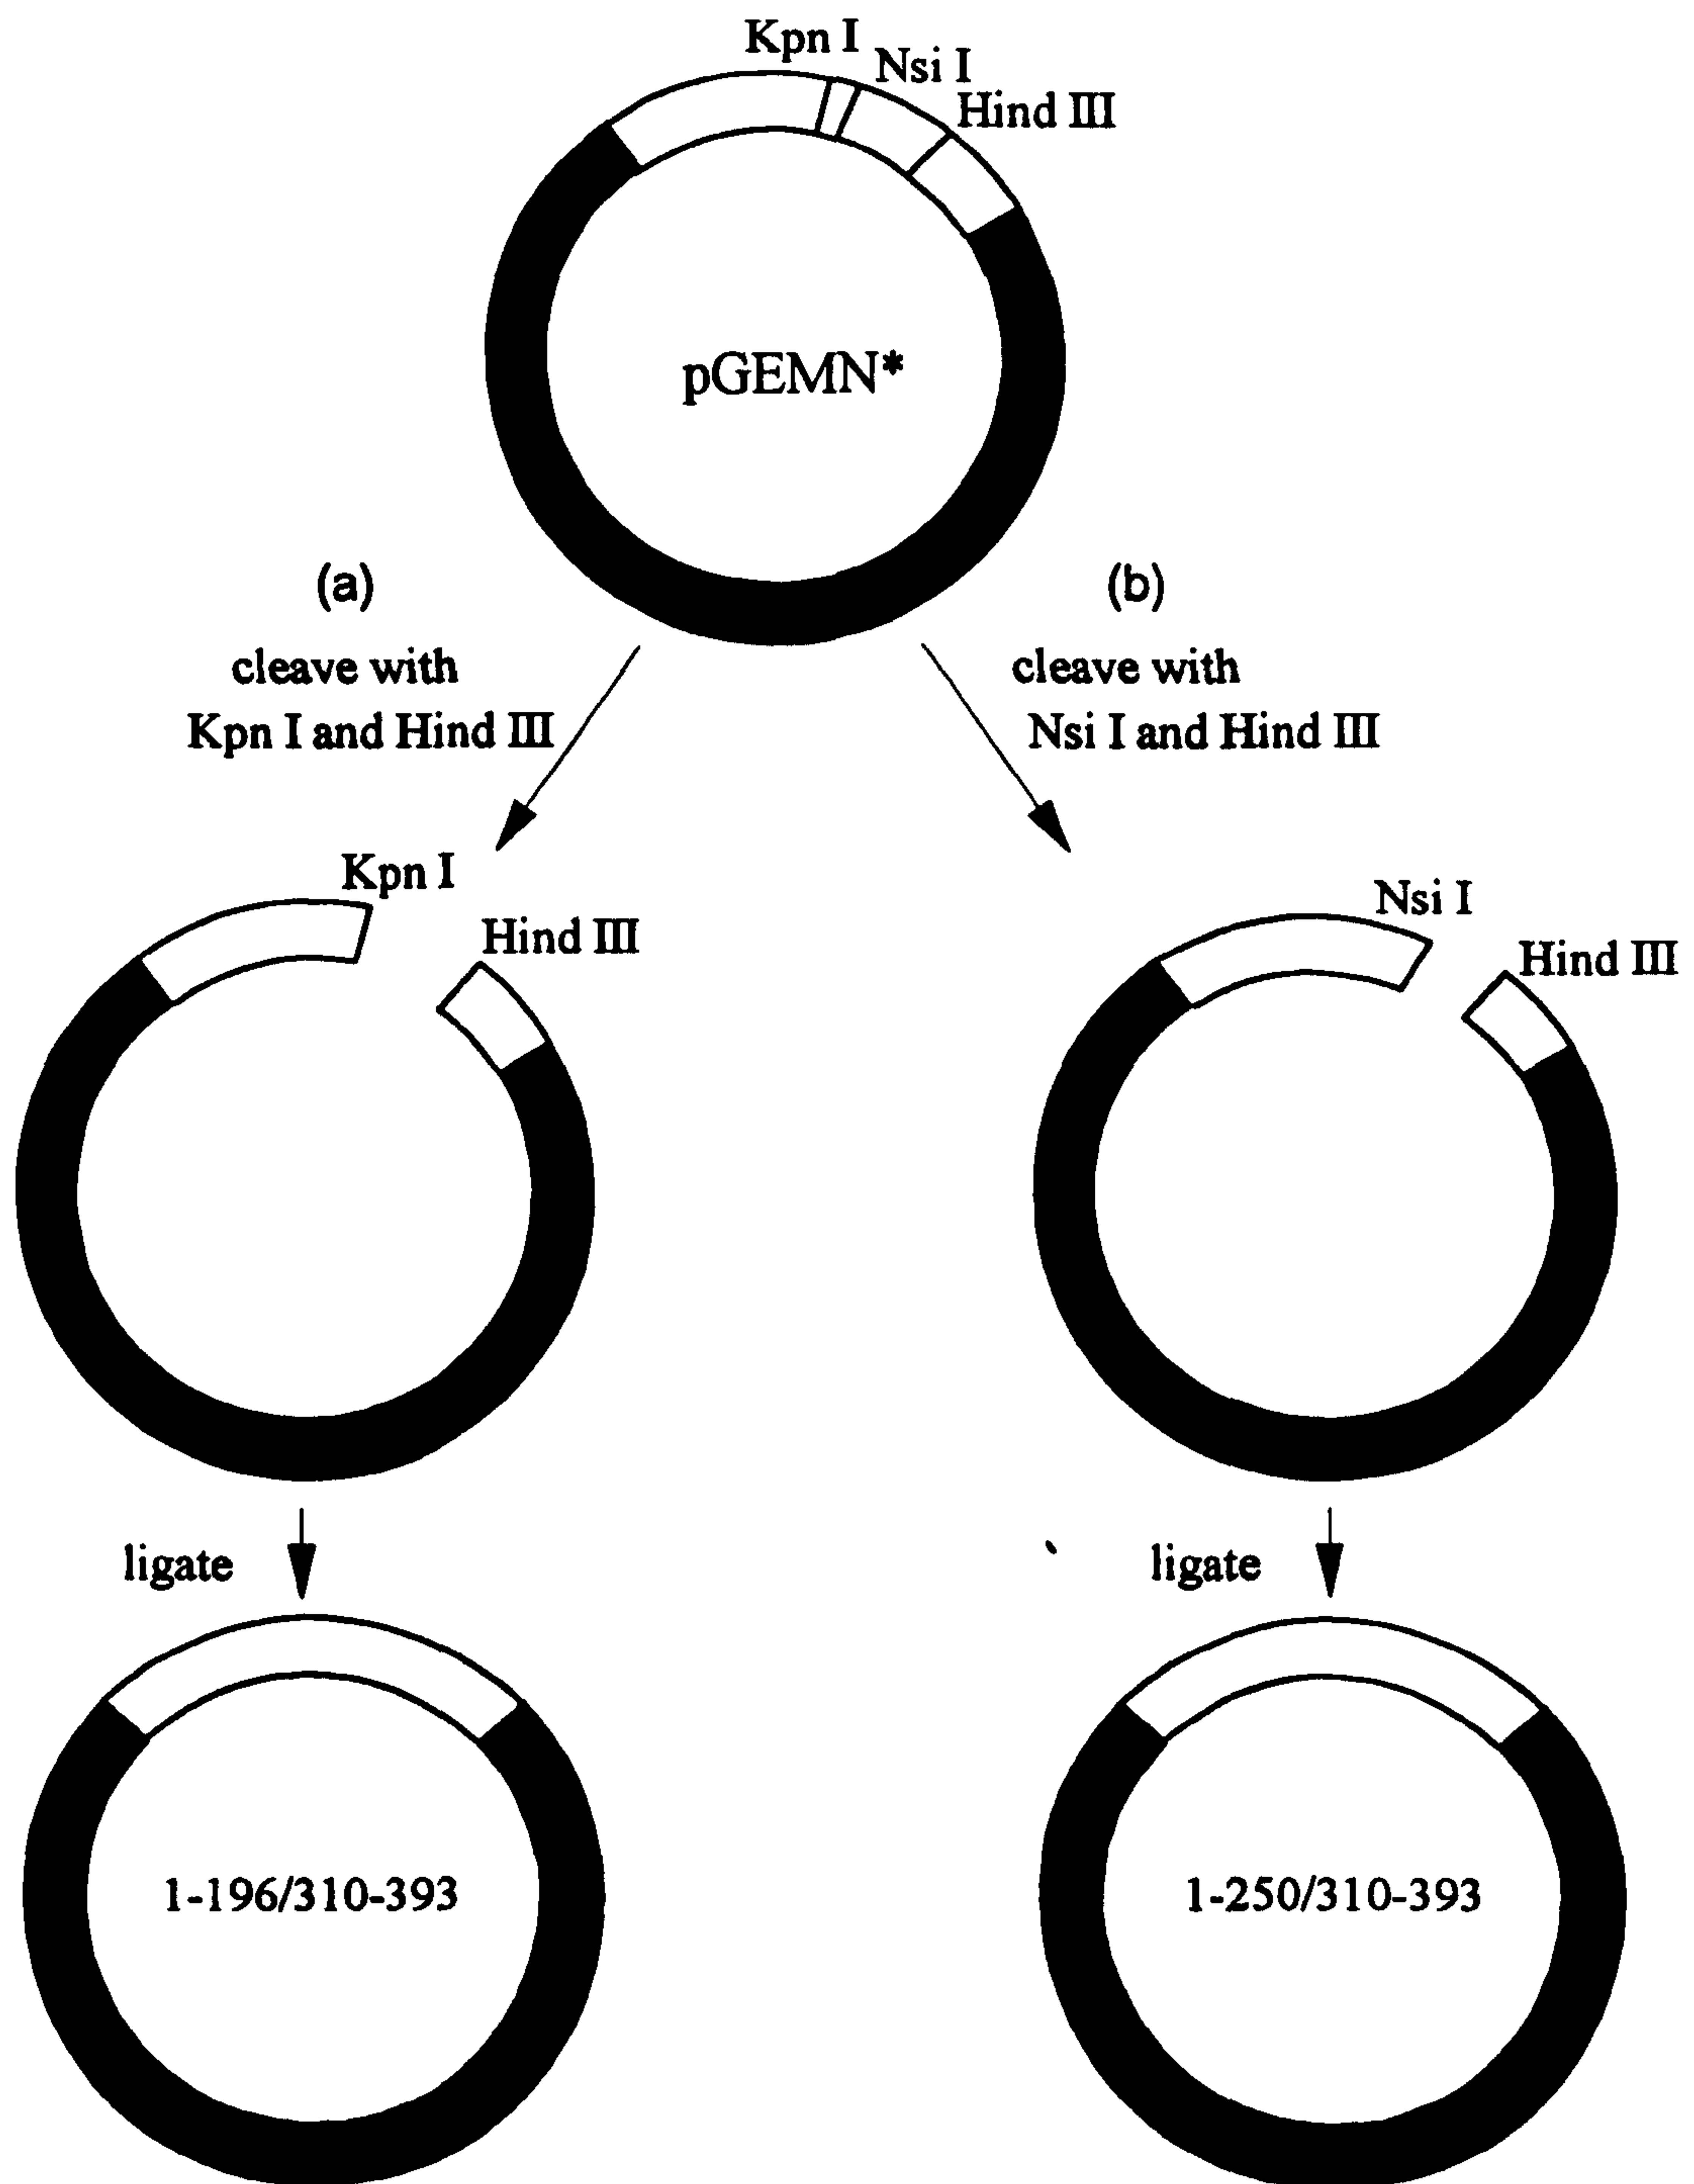 Kpn I
Nsi I
Hind III
pGEMN*
(a)
cleave with
Kpn I and Hind III
(b)
cleave with
Nsi I and Hind III
Kpn I
Hind III
Nsi I
Hind III
ligate
ligate
1-196/310-393
1-250/310-393